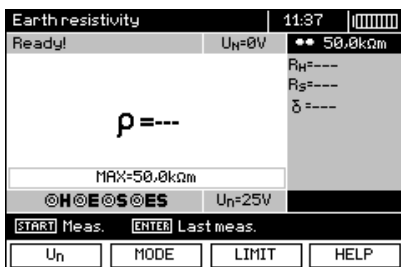 Earth resistivity 11:37
Ready! UN=0V 50.0kΩm
RH=---
RS=---
δ=---
ρ=---
MAX=50.0kΩm
H E S ES Un=25V
START Meas. ENTER Last meas.
Un MODE LIMIT HELP